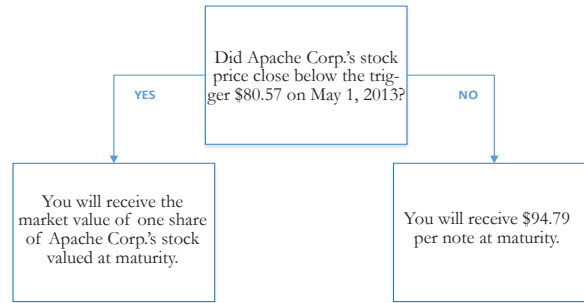 Did Apache Corp.'s stock
price close below the trig-
ger $80.57 on May 1, 2013?
YES
NO
You will receive the
market value of one share
of Apache Corp.'s stock
valued at maturity.
You will receive $94.79
per note at maturity.